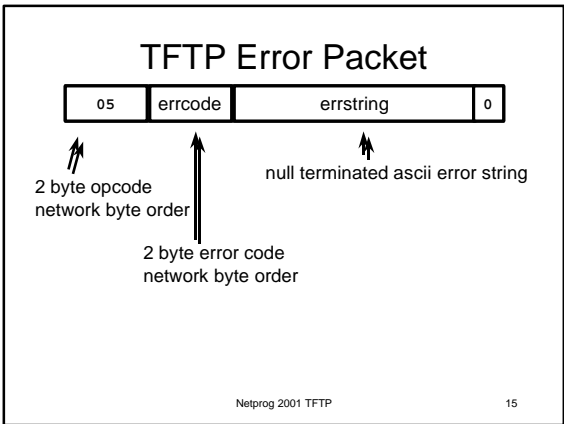 TFTP Error Packet
05 errcode errstring 0
null terminated ascii error string
2 byte opcode
network byte order
2 byte error code
network byte order
Netprog 2001 TFTP 15